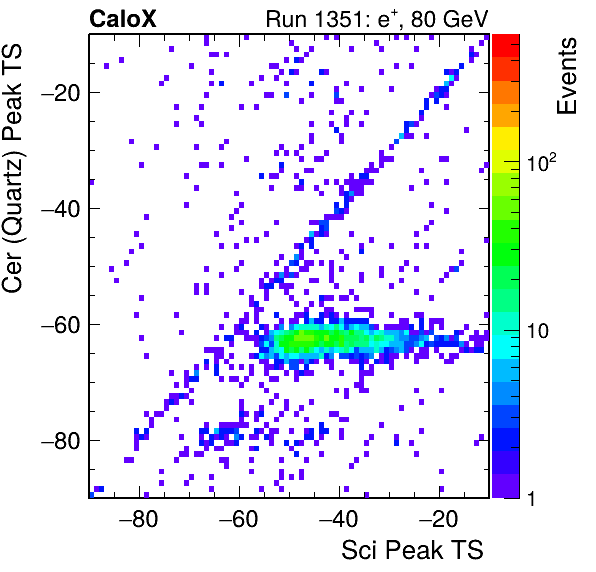 CaloX Run 1351: e⁺, 80 GeV
Cer (Quartz) Peak TS
−20
−40
−60
−80
−80 −60 −40 −20
Sci Peak TS
Events
10²
10
1